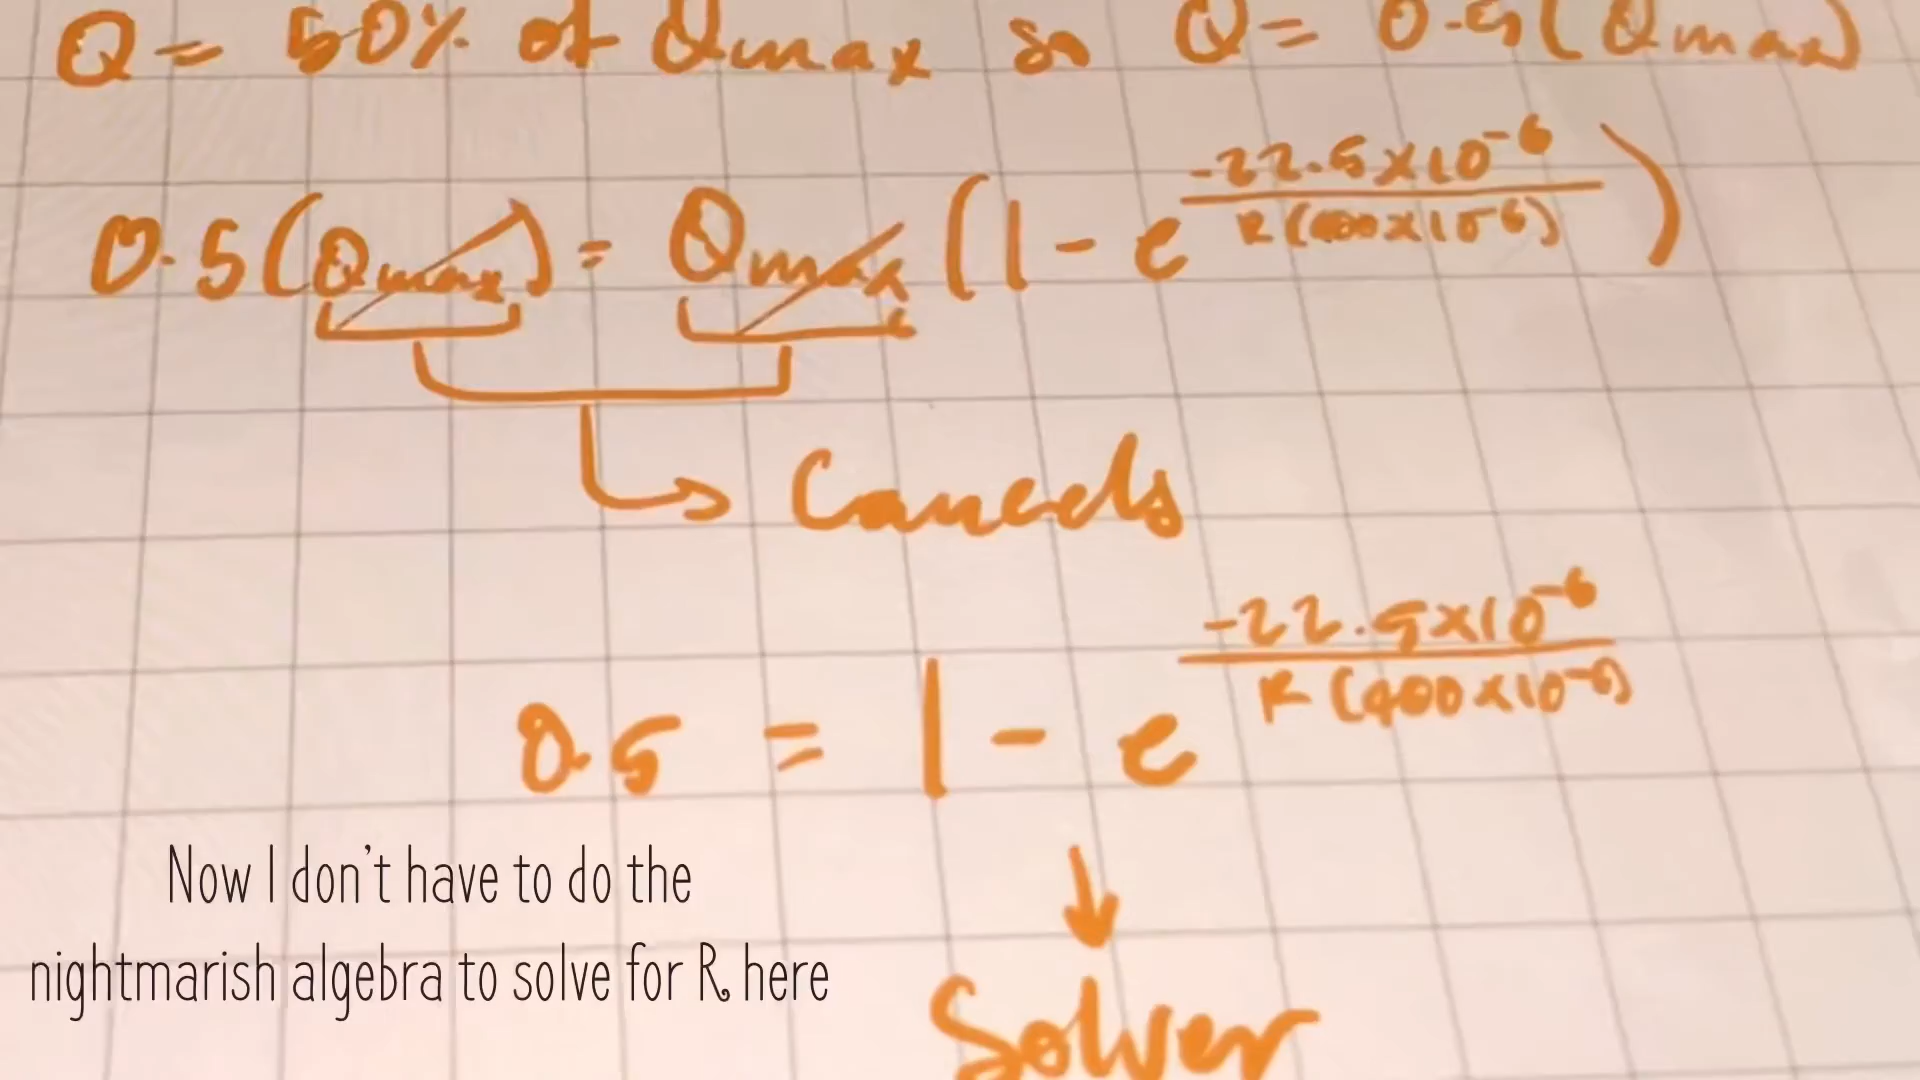 Q = 50% of Qmax so Q = 0.5(Qmax)
0.5(Qmax) = Qmax (1 - e^(-22.5x10^-6 / R(400x10^-6)))
Cancels
0.5 = 1 - e^(-22.5x10^-6 / R(400x10^-6))
Now I don't have to do the
nightmarish algebra to solve for R here
Solver